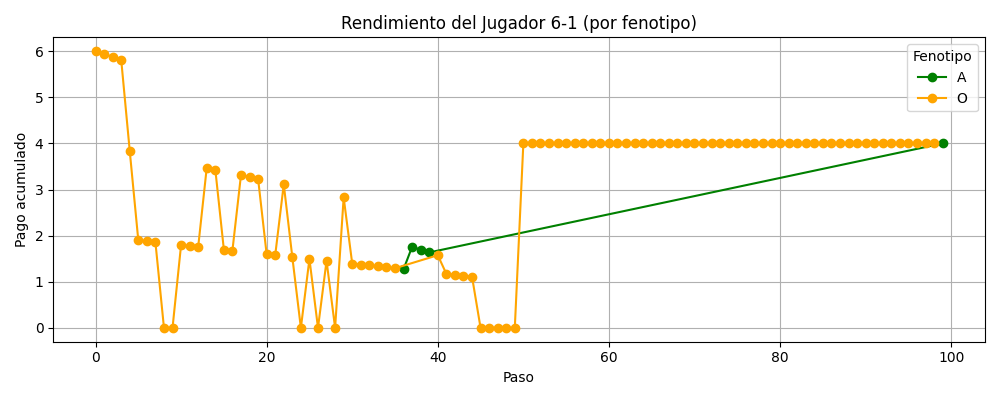 Rendimiento del Jugador 6-1 (por fenotipo)
Pago acumulado
6
5
4
3
2
1
0
Fenotipo
A
O
0 20 40 60 80 100
Paso